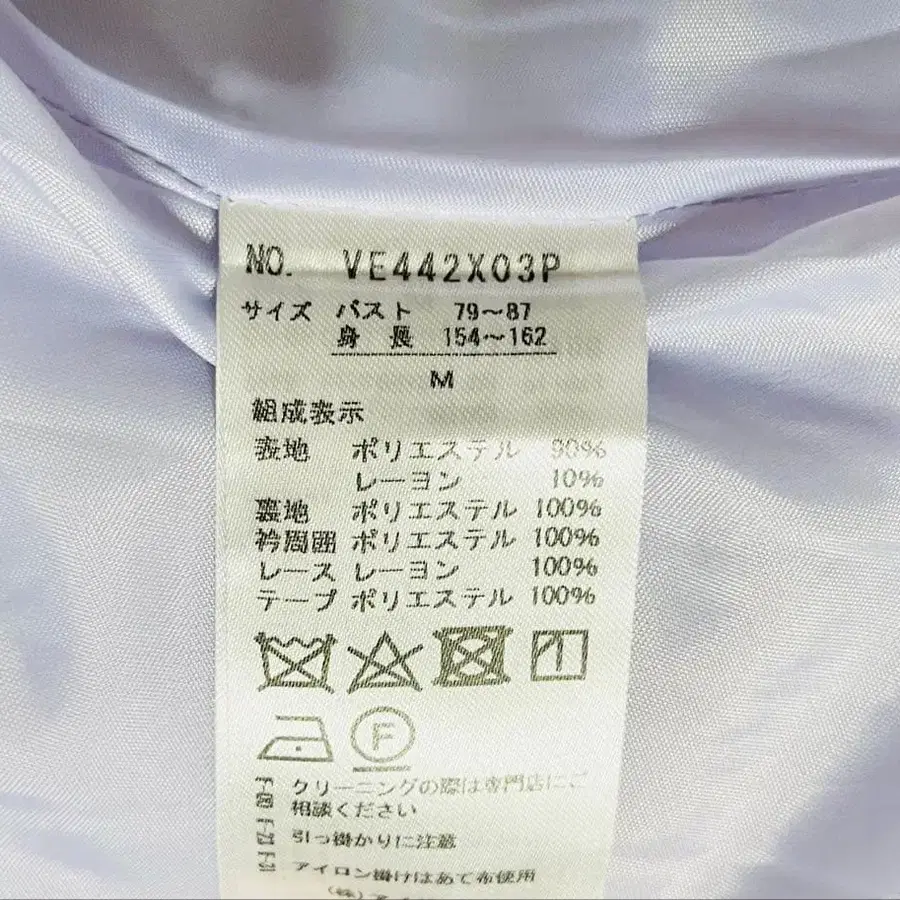 NO. VE442X03P
サイズ バスト 79〜87
身長 154〜162
M
組成表示
表地 ポリエステル 90%
レーヨン 10%
裏地 ポリエステル 100%
衿周囲 ポリエステル 100%
レース レーヨン 100%
テープ ポリエステル 100%
F
クリーニングの際は専門店にご
相談ください
引っ掛かりに注意
アイロン掛けはあて布使用
(株)アイ